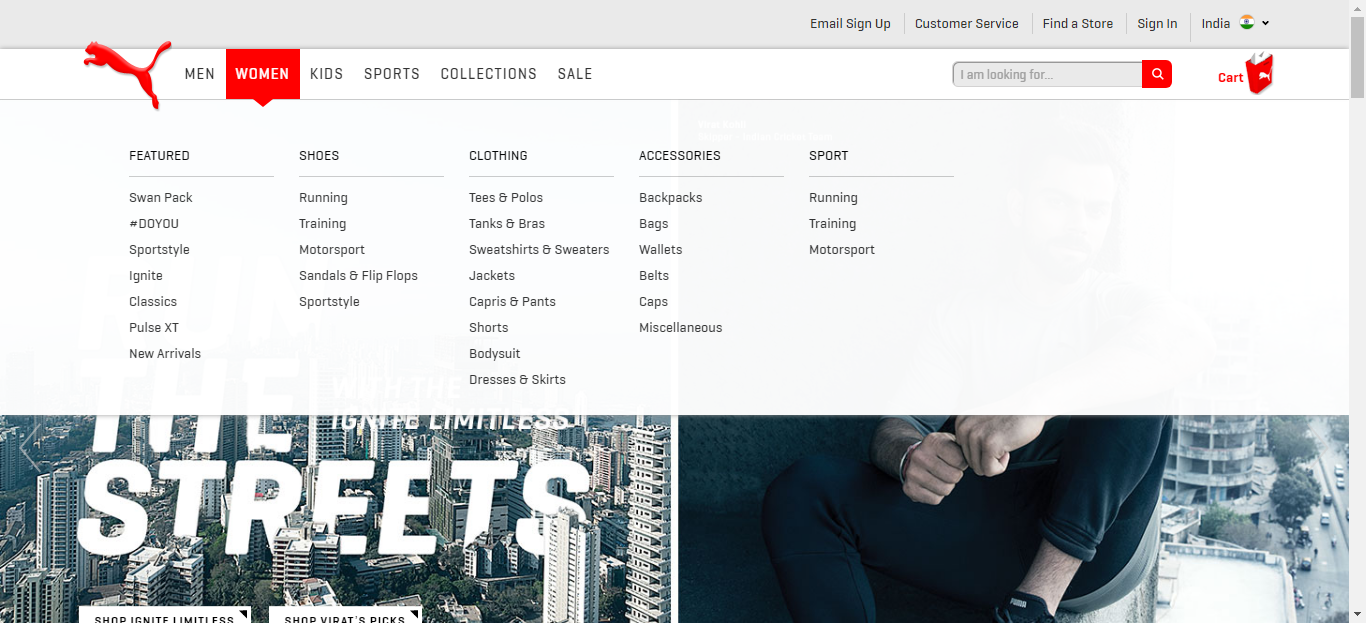 Email Sign Up
Customer Service
Find a Store
Sign In
India
MEN
WOMEN
KIDS
SPORTS
COLLECTIONS
SALE
I am looking for...
Cart
FEATURED
Swan Pack
#DOYOU
Sportstyle
Ignite
Classics
Pulse XT
New Arrivals
SHOES
Running
Training
Motorsport
Sandals & Flip Flops
Sportstyle
CLOTHING
Tees & Polos
Tanks & Bras
Sweatshirts & Sweaters
Jackets
Capris & Pants
Shorts
Bodysuit
Dresses & Skirts
ACCESSORIES
Backpacks
Bags
Wallets
Belts
Caps
Miscellaneous
SPORT
Running
Training
Motorsport
RUN
THE
STREETS
WITH THE
IGNITE LIMITLESS
SHOP IGNITE LIMITLESS
SHOP VIRAT'S PICKS